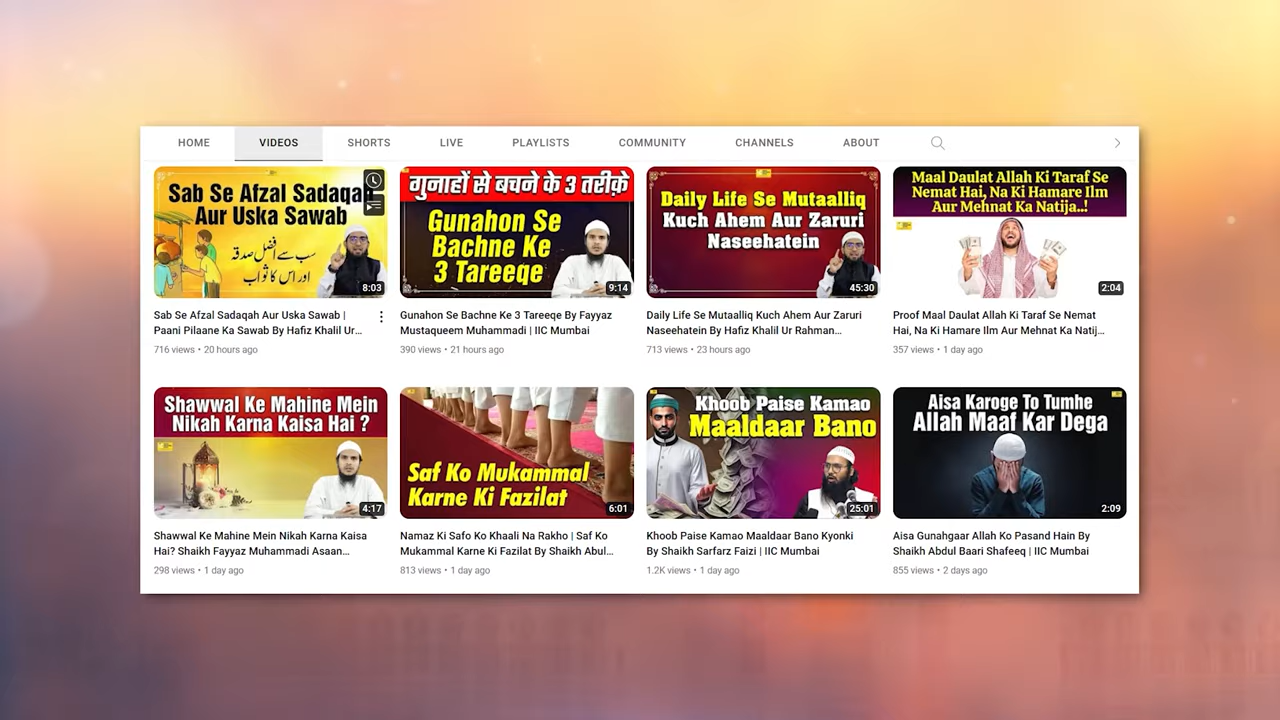 HOME VIDEOS SHORTS LIVE PLAYLISTS COMMUNITY CHANNELS ABOUT
Sab Se Afzal Sadaqah
Aur Uska Sawab
سب سے افضل صدقہ
اور اس کا ثواب
8:03
Sab Se Afzal Sadaqah Aur Uska Sawab |
Paani Pilaane Ka Sawab By Hafiz Khalil Ur...
716 views • 20 hours ago
गुनाहों से बचने के 3 तरीक़े
Gunahon Se
Bachne Ke
3 Tareeqe
9:14
Gunahon Se Bachne Ke 3 Tareeqe By Fayyaz
Mustaqueem Muhammadi | IIC Mumbai
390 views • 21 hours ago
Daily Life Se Mutaalliq
Kuch Ahem Aur Zaruri
Naseehatein
45:30
Daily Life Se Mutaalliq Kuch Ahem Aur Zaruri
Naseehatein By Hafiz Khalil Ur Rahman...
713 views • 23 hours ago
Maal Daulat Allah Ki Taraf Se
Nemat Hai, Na Ki Hamare Ilm
Aur Mehnat Ka Natija..!
2:04
Proof Maal Daulat Allah Ki Taraf Se Nemat
Hai, Na Ki Hamare Ilm Aur Mehnat Ka Natij...
357 views • 1 day ago
Shawwal Ke Mahine Mein
Nikah Karna Kaisa Hai ?
4:17
Shawwal Ke Mahine Mein Nikah Karna Kaisa
Hai? Shaikh Fayyaz Muhammadi Asaan...
298 views • 1 day ago
Saf Ko Mukammal
Karne Ki Fazilat
6:01
Namaz Ki Safo Ko Khaali Na Rakho | Saf Ko
Mukammal Karne Ki Fazilat By Shaikh Abul...
813 views • 1 day ago
Khoob Paise Kamao
Maaldaar Bano
25:01
Khoob Paise Kamao Maaldaar Bano Kyonki
By Shaikh Sarfarz Faizi | IIC Mumbai
1.2K views • 1 day ago
Aisa Karoge To Tumhe
Allah Maaf Kar Dega
2:09
Aisa Gunahgaar Allah Ko Pasand Hain By
Shaikh Abdul Baari Shafeeq | IIC Mumbai
855 views • 2 days ago